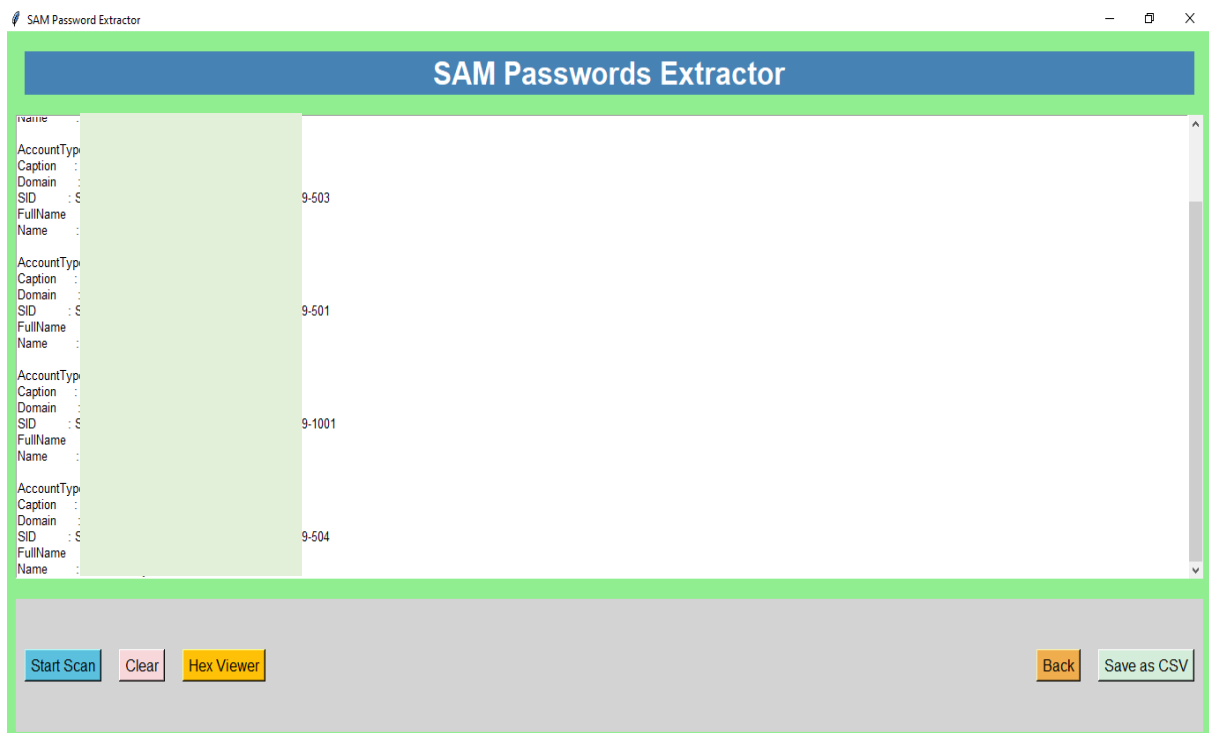 SAM Password Extractor
SAM Passwords Extractor
Name :
AccountTyp
Caption :
Domain :
SID : S 9-503
FullName
Name :
AccountTyp
Caption :
Domain :
SID : S 9-501
FullName
Name :
AccountTyp
Caption :
Domain :
SID : S 9-1001
FullName
Name :
AccountTyp
Caption :
Domain :
SID : S 9-504
FullName
Name :
Start Scan Clear Hex Viewer Back Save as CSV